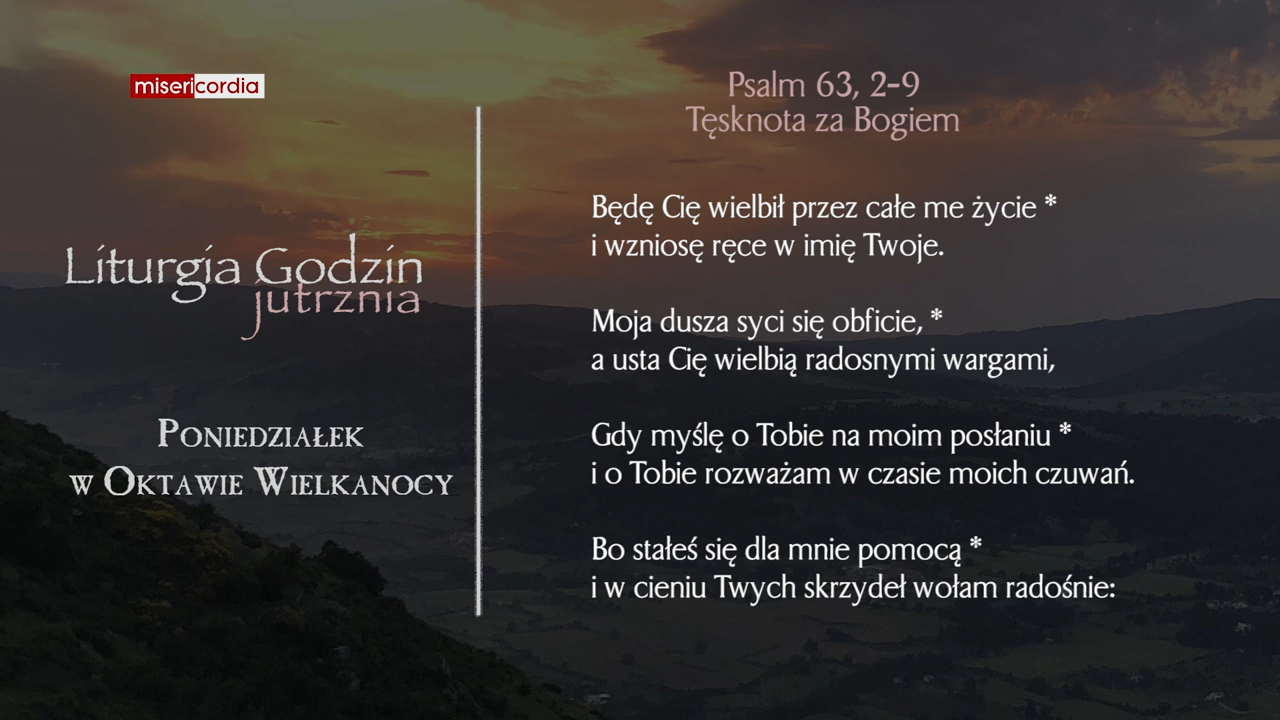 misericordia
Liturgia Godzin
jutrznia
Poniedziałek
w Oktawie Wielkanocy
Psalm 63, 2-9
Tęsknota za Bogiem
Będę Cię wielbił przez całe me życie *
i wzniosę ręce w imię Twoje.
Moja dusza syci się obficie, *
a usta Cię wielbią radosnymi wargami,
Gdy myślę o Tobie na moim posłaniu *
i o Tobie rozważam w czasie moich czuwań.
Bo stałeś się dla mnie pomocą *
i w cieniu Twych skrzydeł wołam radośnie: